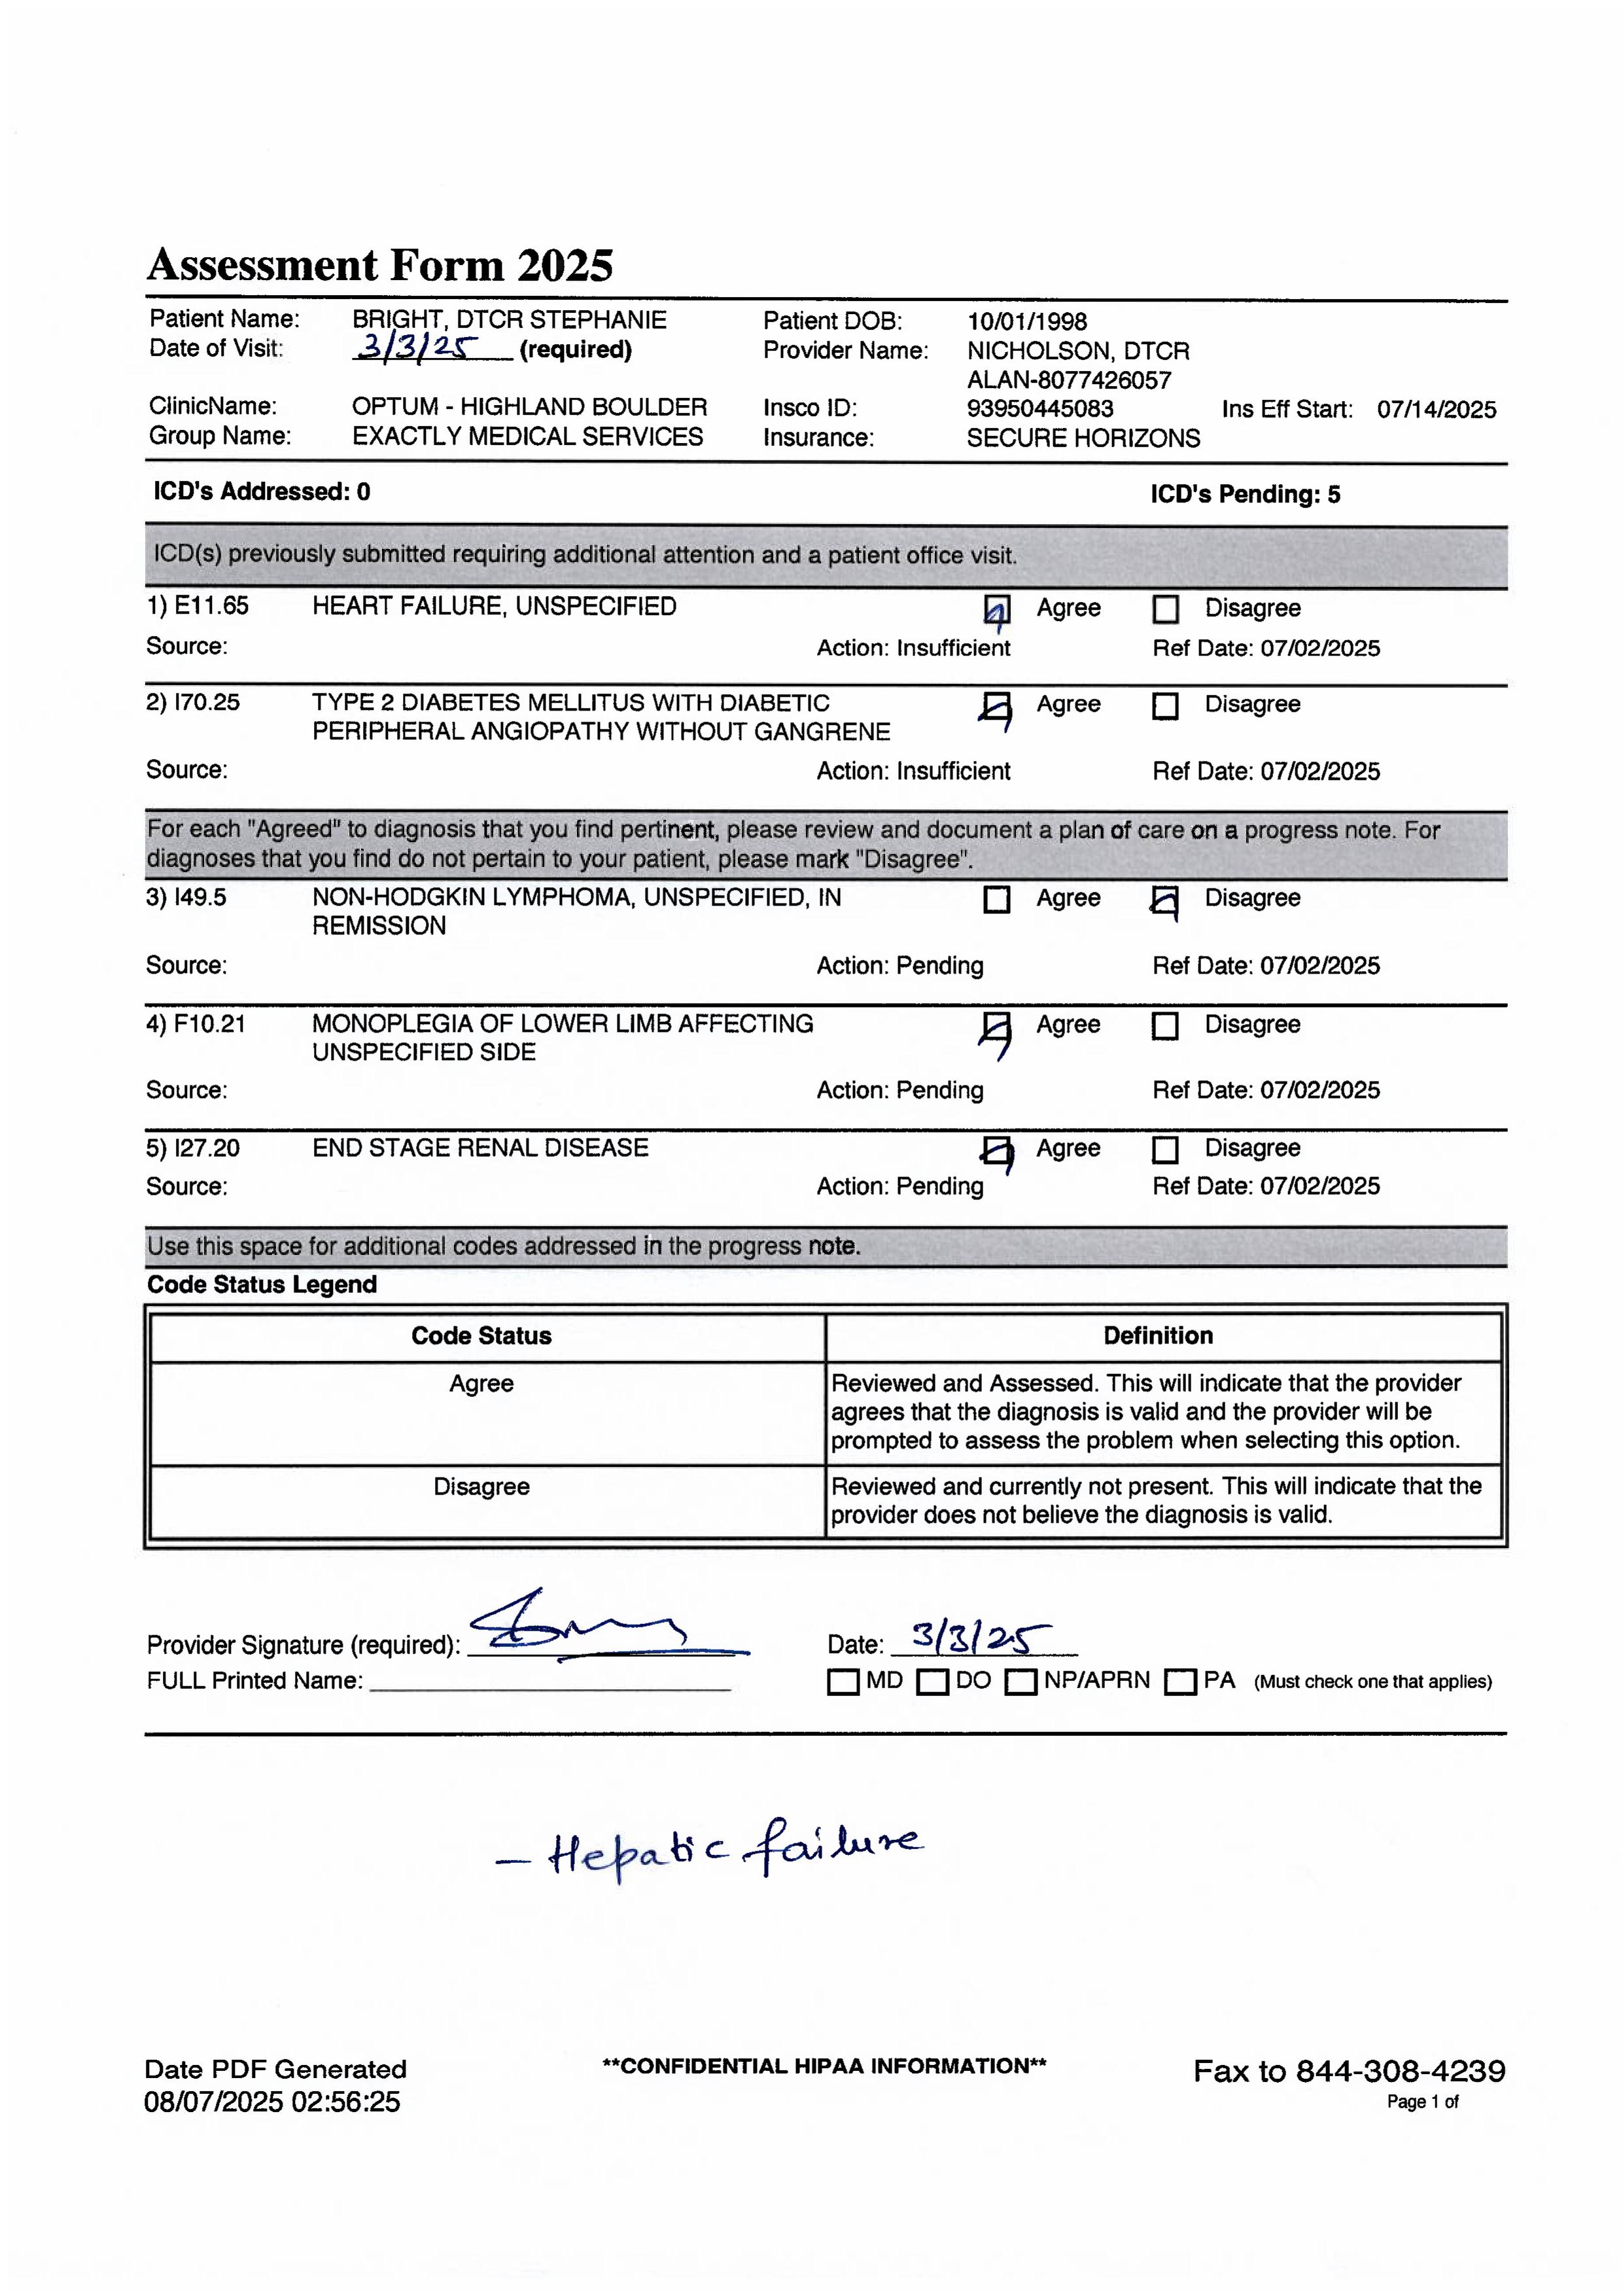 Assessment Form 2025
Patient Name: BRIGHT, DTCR STEPHANIE Patient DOB: 10/01/1998
Date of Visit: 3/3/25 (required) Provider Name: NICHOLSON, DTCR
ALAN-8077426057
ClinicName: OPTUM - HIGHLAND BOULDER Insco ID: 93950445083 Ins Eff Start: 07/14/2025
Group Name: EXACTLY MEDICAL SERVICES Insurance: SECURE HORIZONS
ICD's Addressed: 0 ICD's Pending: 5
ICD(s) previously submitted requiring additional attention and a patient office visit.
1) E11.65 HEART FAILURE, UNSPECIFIED Agree Disagree
Source: Action: Insufficient Ref Date: 07/02/2025
2) I70.25 TYPE 2 DIABETES MELLITUS WITH DIABETIC Agree Disagree
PERIPHERAL ANGIOPATHY WITHOUT GANGRENE
Source: Action: Insufficient Ref Date: 07/02/2025
For each "Agreed" to diagnosis that you find pertinent, please review and document a plan of care on a progress note. For
diagnoses that you find do not pertain to your patient, please mark "Disagree".
3) I49.5 NON-HODGKIN LYMPHOMA, UNSPECIFIED, IN Agree Disagree
REMISSION
Source: Action: Pending Ref Date: 07/02/2025
4) F10.21 MONOPLEGIA OF LOWER LIMB AFFECTING Agree Disagree
UNSPECIFIED SIDE
Source: Action: Pending Ref Date: 07/02/2025
5) I27.20 END STAGE RENAL DISEASE Agree Disagree
Source: Action: Pending Ref Date: 07/02/2025
Use this space for additional codes addressed in the progress note.
Code Status Legend
Code Status Definition
Agree Reviewed and Assessed. This will indicate that the provider
agrees that the diagnosis is valid and the provider will be
prompted to assess the problem when selecting this option.
Disagree Reviewed and currently not present. This will indicate that the
provider does not believe the diagnosis is valid.
Provider Signature (required): Date: 3/3/25
FULL Printed Name: MD DO NP/APRN PA (Must check one that applies)
— Hepatic failure
Date PDF Generated **CONFIDENTIAL HIPAA INFORMATION** Fax to 844-308-4239
08/07/2025 02:56:25 Page 1 of